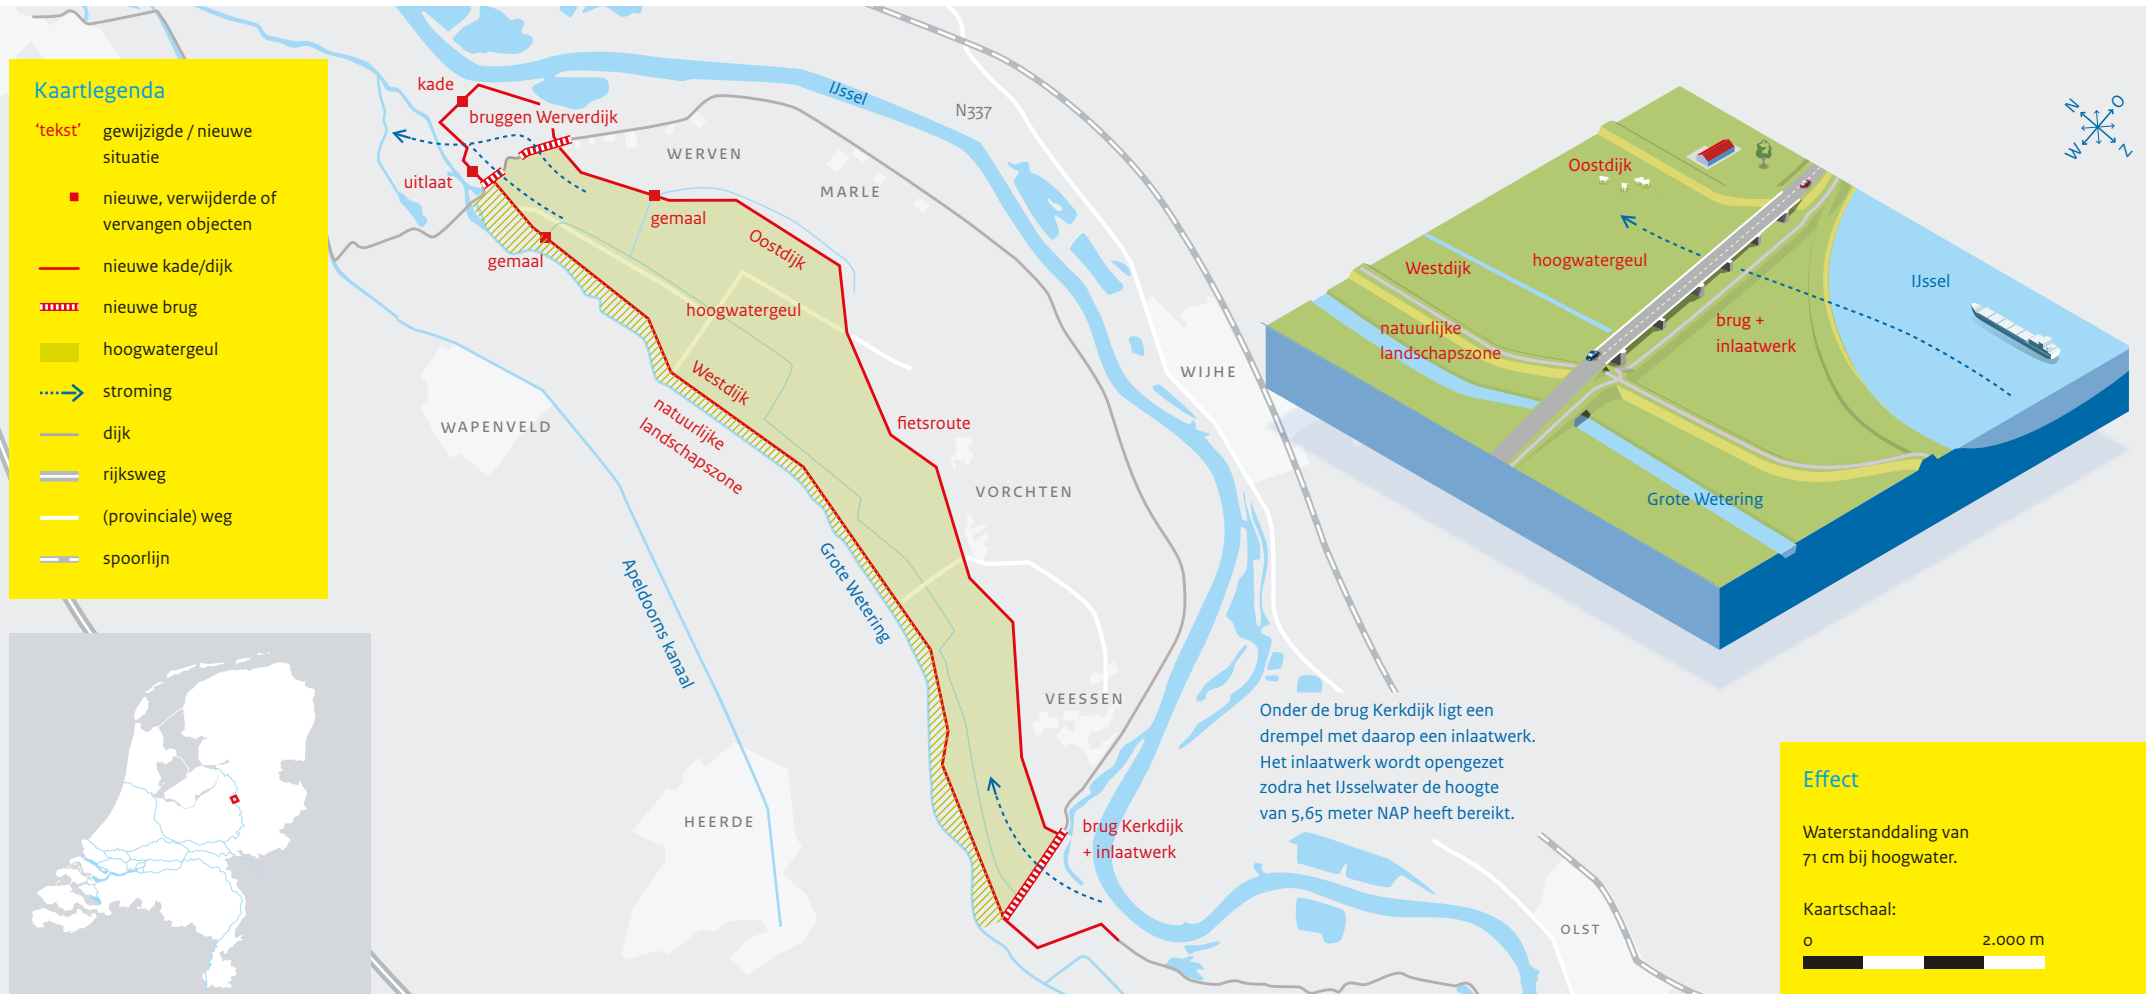 Kaartlegenda
‘tekst’ gewijzigde / nieuwe
situatie
nieuwe, verwijderde of
vervangen objecten
nieuwe kade/dijk
nieuwe brug
hoogwatergeul
stroming
dijk
rijksweg
(provinciale) weg
spoorlijn
kade
bruggen Werverdijk
uitlaat
gemaal
gemaal
WERVEN
MARLE
IJssel
N337
Oostdijk
hoogwatergeul
Westdijk
natuurlijke
landschapszone
fietsroute
WAPENVELD
VORCHTEN
WIJHE
Grote Wetering
Apeldoorns kanaal
VEESSEN
HEERDE
brug Kerkdijk
+ inlaatwerk
OLST
Onder de brug Kerkdijk ligt een
drempel met daarop een inlaatwerk.
Het inlaatwerk wordt opengezet
zodra het IJsselwater de hoogte
van 5,65 meter NAP heeft bereikt.
N
O
W
Z
Oostdijk
Westdijk
hoogwatergeul
natuurlijke
landschapszone
brug +
inlaatwerk
IJssel
Grote Wetering
Effect
Waterstanddaling van
71 cm bij hoogwater.
Kaartschaal:
0 2.000 m